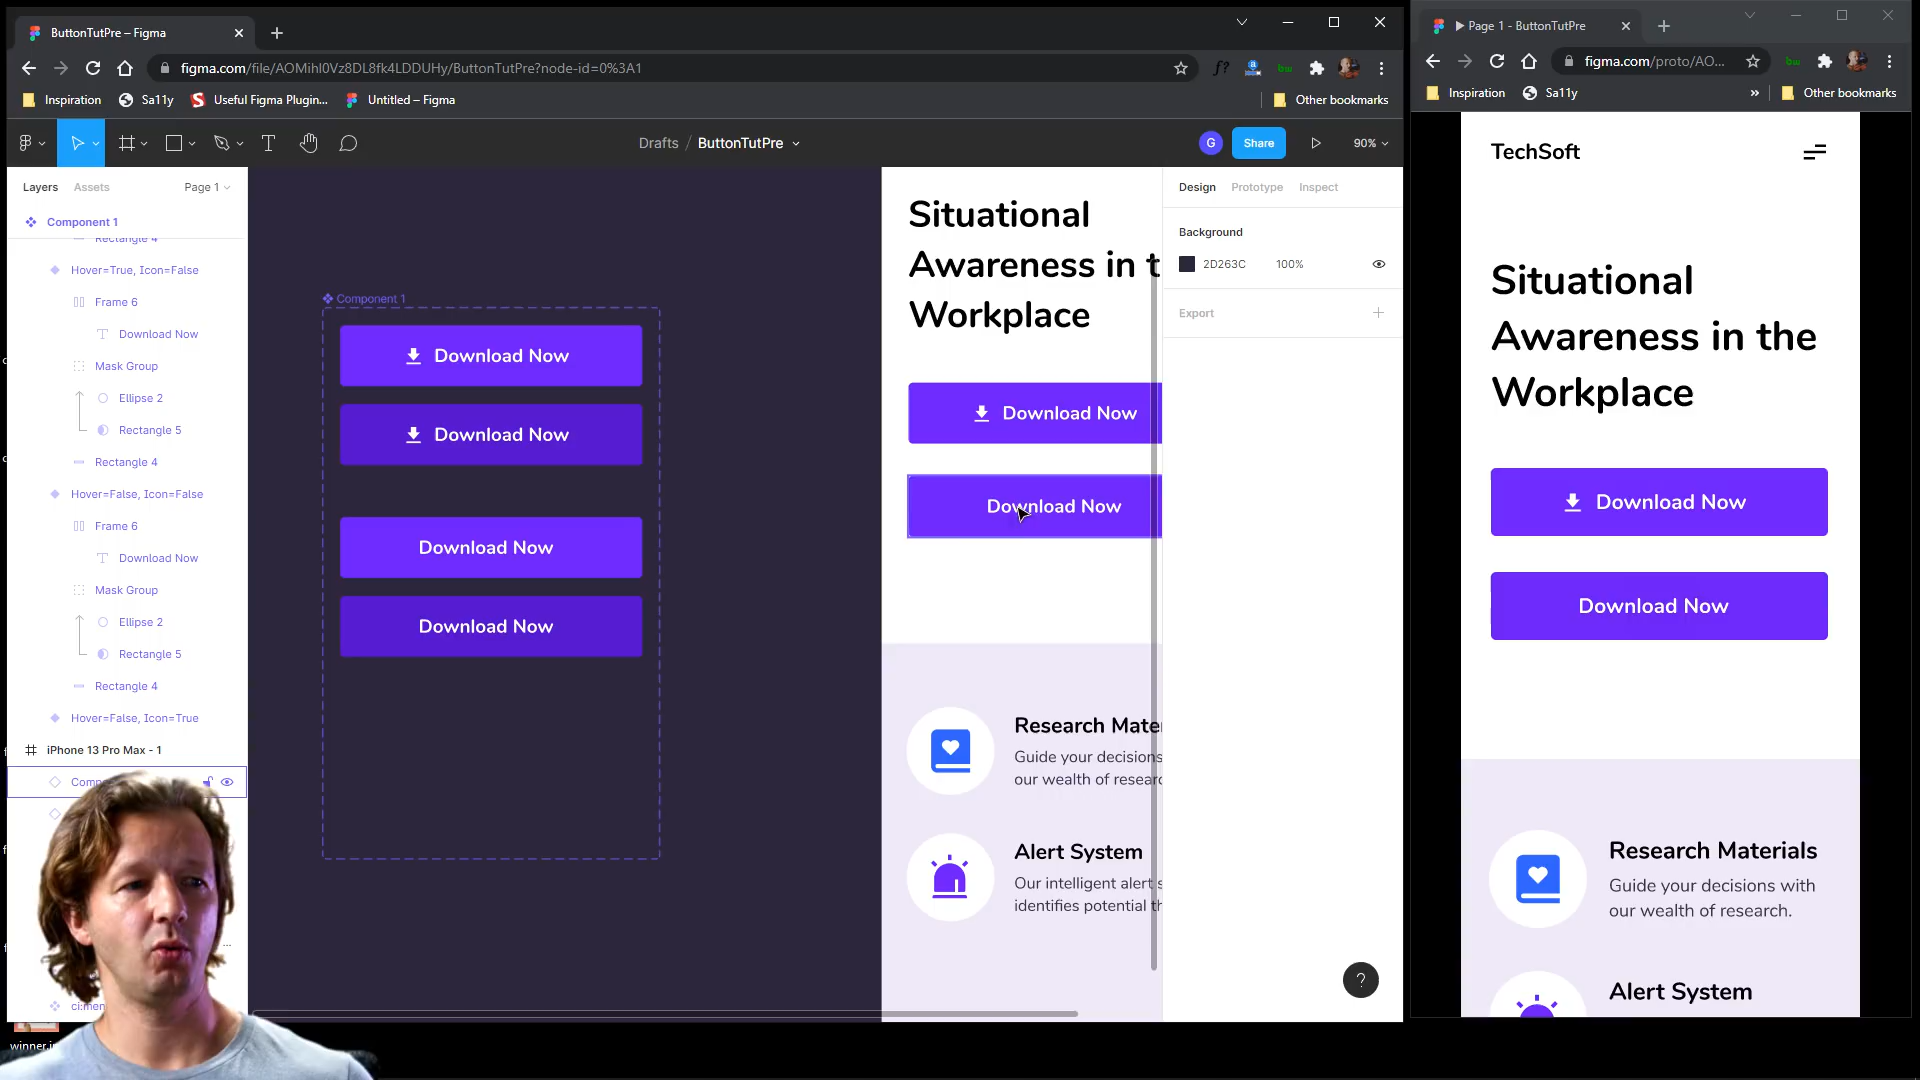 ButtonTutPre – Figma
figma.com/file/AOMihI0Vz8DL8fk4LDDUHy/ButtonTutPre?node-id=0%3A1
Inspiration
Sa11y
Useful Figma Plugin...
Untitled – Figma
Other bookmarks
Drafts / ButtonTutPre
G
Share
90%
Layers
Assets
Page 1
Component 1
Rectangle 4
Hover=True, Icon=False
Frame 6
Download Now
Mask Group
Ellipse 2
Rectangle 5
Rectangle 4
Hover=False, Icon=False
Frame 6
Download Now
Mask Group
Ellipse 2
Rectangle 5
Rectangle 4
Hover=False, Icon=True
iPhone 13 Pro Max - 1
Component 1
Download Now
Download Now
Download Now
Download Now
Situational
Awareness in t
Workplace
Download Now
Download Now
Research Mate
Guide your decisions
our wealth of researc
Alert System
Our intelligent alert s
identifies potential th
Design
Prototype
Inspect
Background
2D263C
100%
Export
?
Page 1 - ButtonTutPre
figma.com/proto/AO...
Inspiration
Sa11y
»
Other bookmarks
TechSoft
Situational
Awareness in the
Workplace
Download Now
Download Now
Research Materials
Guide your decisions with
our wealth of research.
Alert System